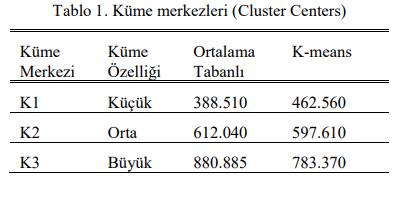 Tablo 1. Küme merkezleri (Cluster Centers)
Küme Küme Ortalama K-means
Merkezi Özelliği Tabanlı
K1 Küçük 388.510 462.560
K2 Orta 612.040 597.610
K3 Büyük 880.885 783.370